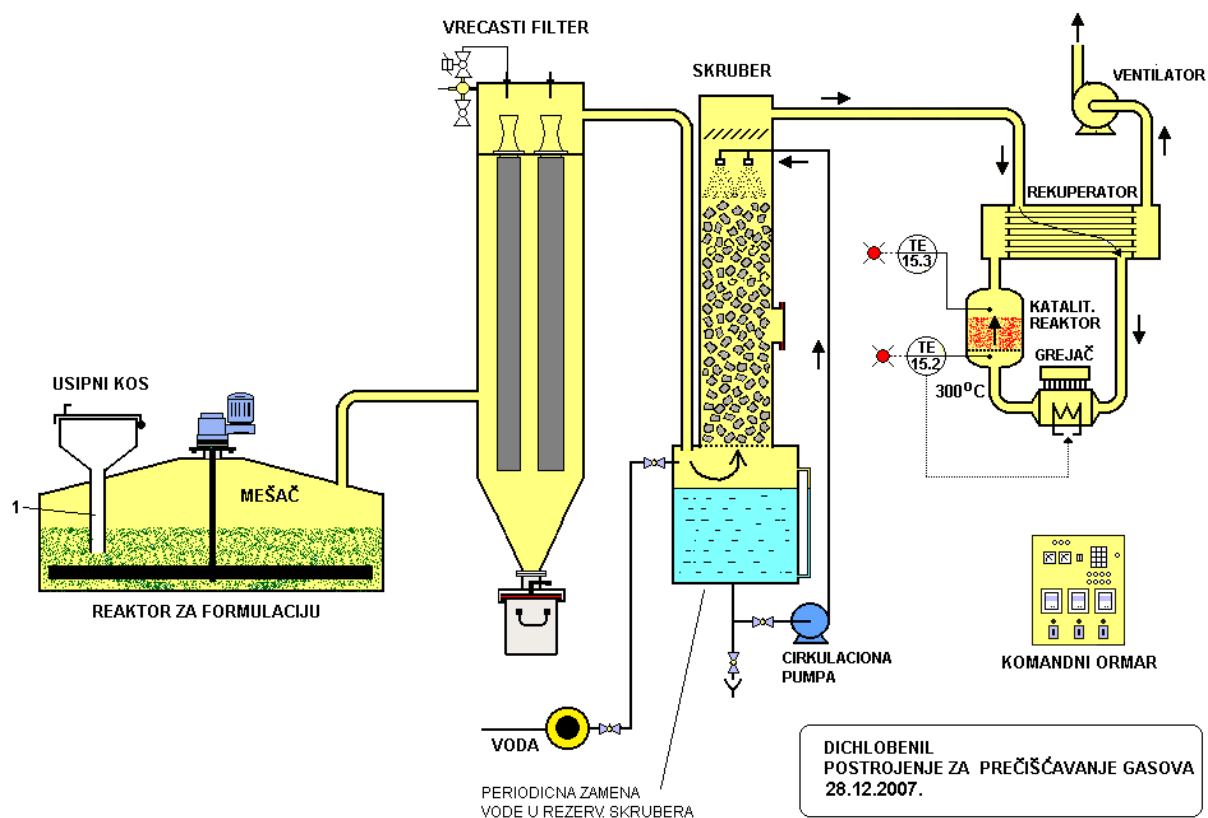 VRECASTI FILTER
SKRUBER
VENTILATOR
REKUPERATOR
TE
15.3
KATALIT.
REAKTOR
TE
15.2
GREJAČ
300°C
USIPNI KOS
MEŠAČ
1
REAKTOR ZA FORMULACIJU
CIRKULACIONA
PUMPA
KOMANDNI ORMAR
VODA
PERIODICNA ZAMENA
VODE U REZERV. SKRUBERA
DICHLOBENIL
POSTROJENJE ZA PREČIŠĆAVANJE GASOVA
28.12.2007.